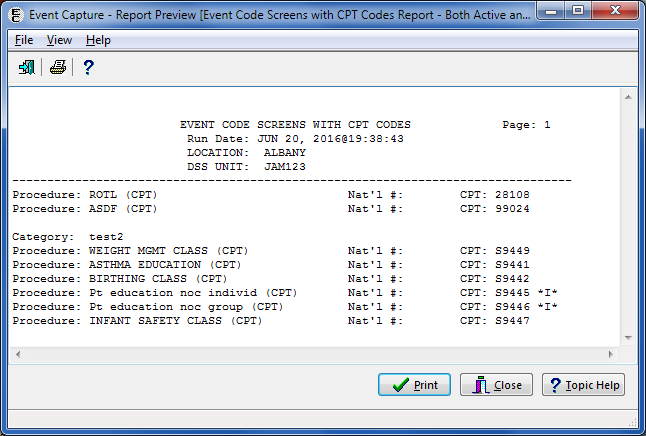 Event Capture - Report Preview [Event Code Screens with CPT Codes Report - Both Active an...
File View Help
EVENT CODE SCREENS WITH CPT CODES Page: 1
Run Date: JUN 20, 2016@19:38:43
LOCATION: ALBANY
DSS UNIT: JAM123
--------------------------------------------------------------------------------
Procedure: ROTL (CPT) Nat'l #: CPT: 28108
Procedure: ASDF (CPT) Nat'l #: CPT: 99024
Category: test2
Procedure: WEIGHT MGMT CLASS (CPT) Nat'l #: CPT: S9449
Procedure: ASTHMA EDUCATION (CPT) Nat'l #: CPT: S9441
Procedure: BIRTHING CLASS (CPT) Nat'l #: CPT: S9442
Procedure: Pt education noc individ (CPT) Nat'l #: CPT: S9445 *I*
Procedure: Pt education noc group (CPT) Nat'l #: CPT: S9446 *I*
Procedure: INFANT SAFETY CLASS (CPT) Nat'l #: CPT: S9447
Print Close Topic Help